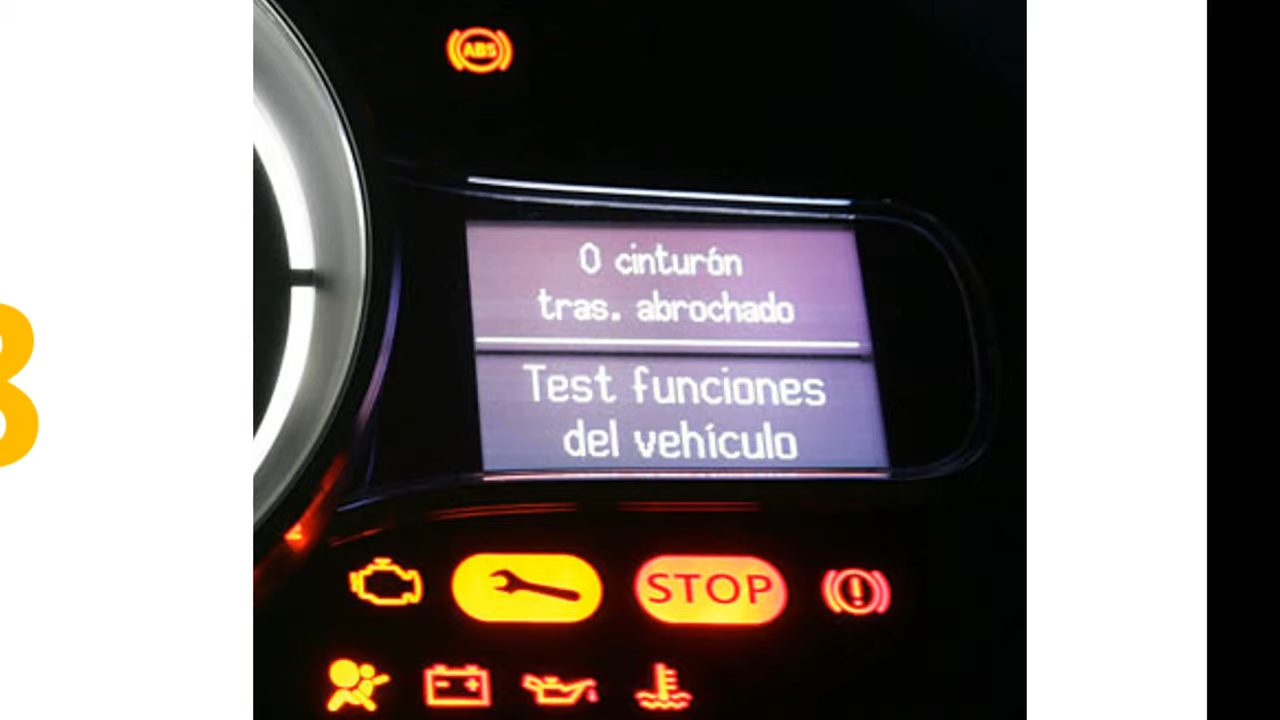 ABS
0 cinturón
tras. abrochado
Test funciones
del vehículo
STOP